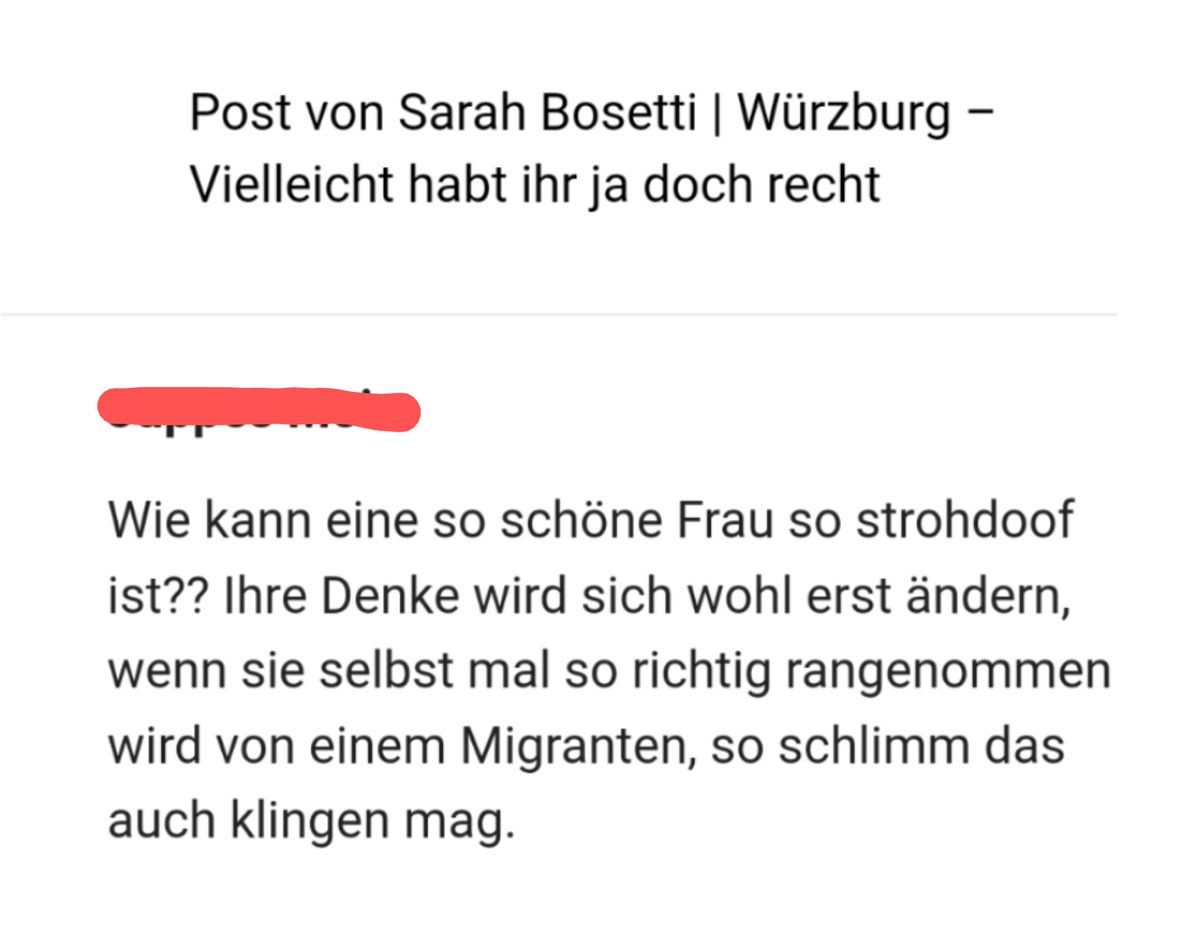 Post von Sarah Bosetti | Würzburg –
Vielleicht habt ihr ja doch recht
Wie kann eine so schöne Frau so strohdoof
ist?? Ihre Denke wird sich wohl erst ändern,
wenn sie selbst mal so richtig rangenommen
wird von einem Migranten, so schlimm das
auch klingen mag.